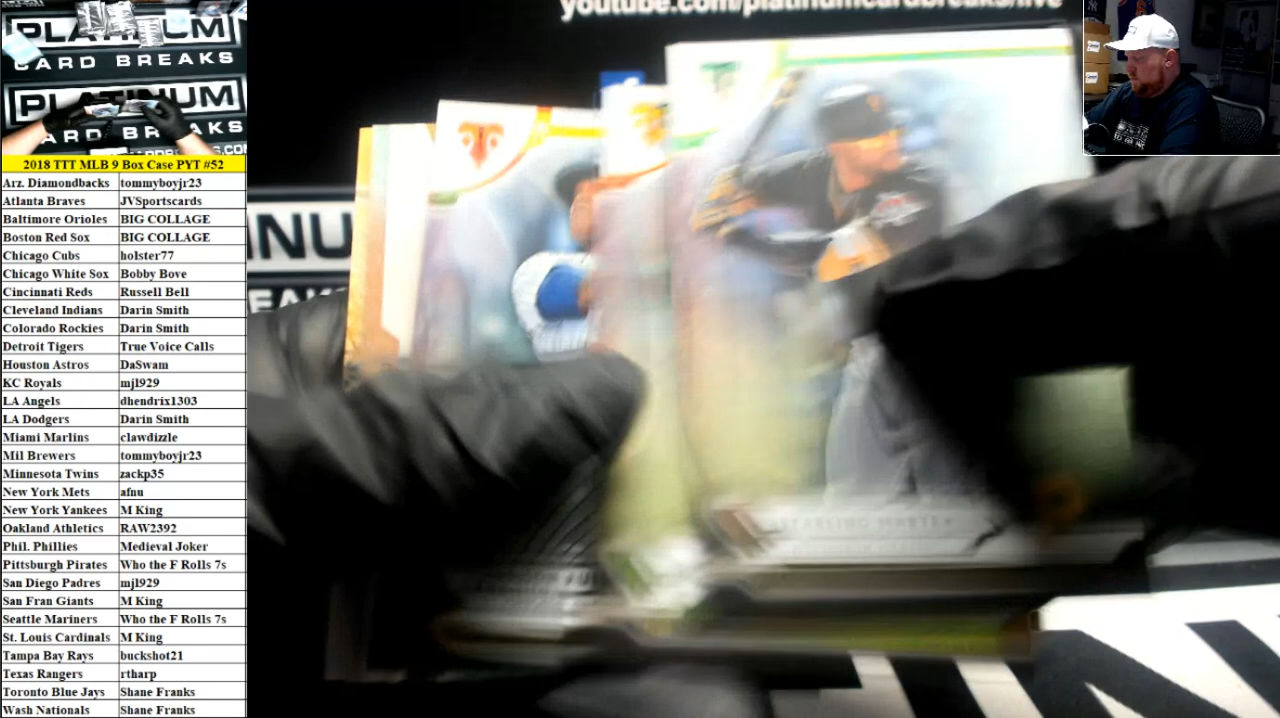 youtube.com/platinumcardbreaks/live
PLATINUM
CARD BREAKS
PLATINUM
CARD BREAKS
2018 TTT MLB 9 Box Case PYT #52
Arz. Diamondbacks tommyboyjr23
Atlanta Braves JVSportscards
Baltimore Orioles BIG COLLAGE
Boston Red Sox BIG COLLAGE
Chicago Cubs holster77
Chicago White Sox Bobby Bove
Cincinnati Reds Russell Bell
Cleveland Indians Darin Smith
Colorado Rockies Darin Smith
Detroit Tigers True Voice Calls
Houston Astros DaSwam
KC Royals mjl929
LA Angels dhendrix1303
LA Dodgers Darin Smith
Miami Marlins clawdizzle
Mil Brewers tommyboyjr23
Minnesota Twins zackp35
New York Mets afnu
New York Yankees M King
Oakland Athletics RAW2392
Phil. Phillies Medieval Joker
Pittsburgh Pirates Who the F Rolls 7s
San Diego Padres mjl929
San Fran Giants M King
Seattle Mariners Who the F Rolls 7s
St. Louis Cardinals M King
Tampa Bay Rays buckshot21
Texas Rangers rtharp
Toronto Blue Jays Shane Franks
Wash Nationals Shane Franks
INU
EAK